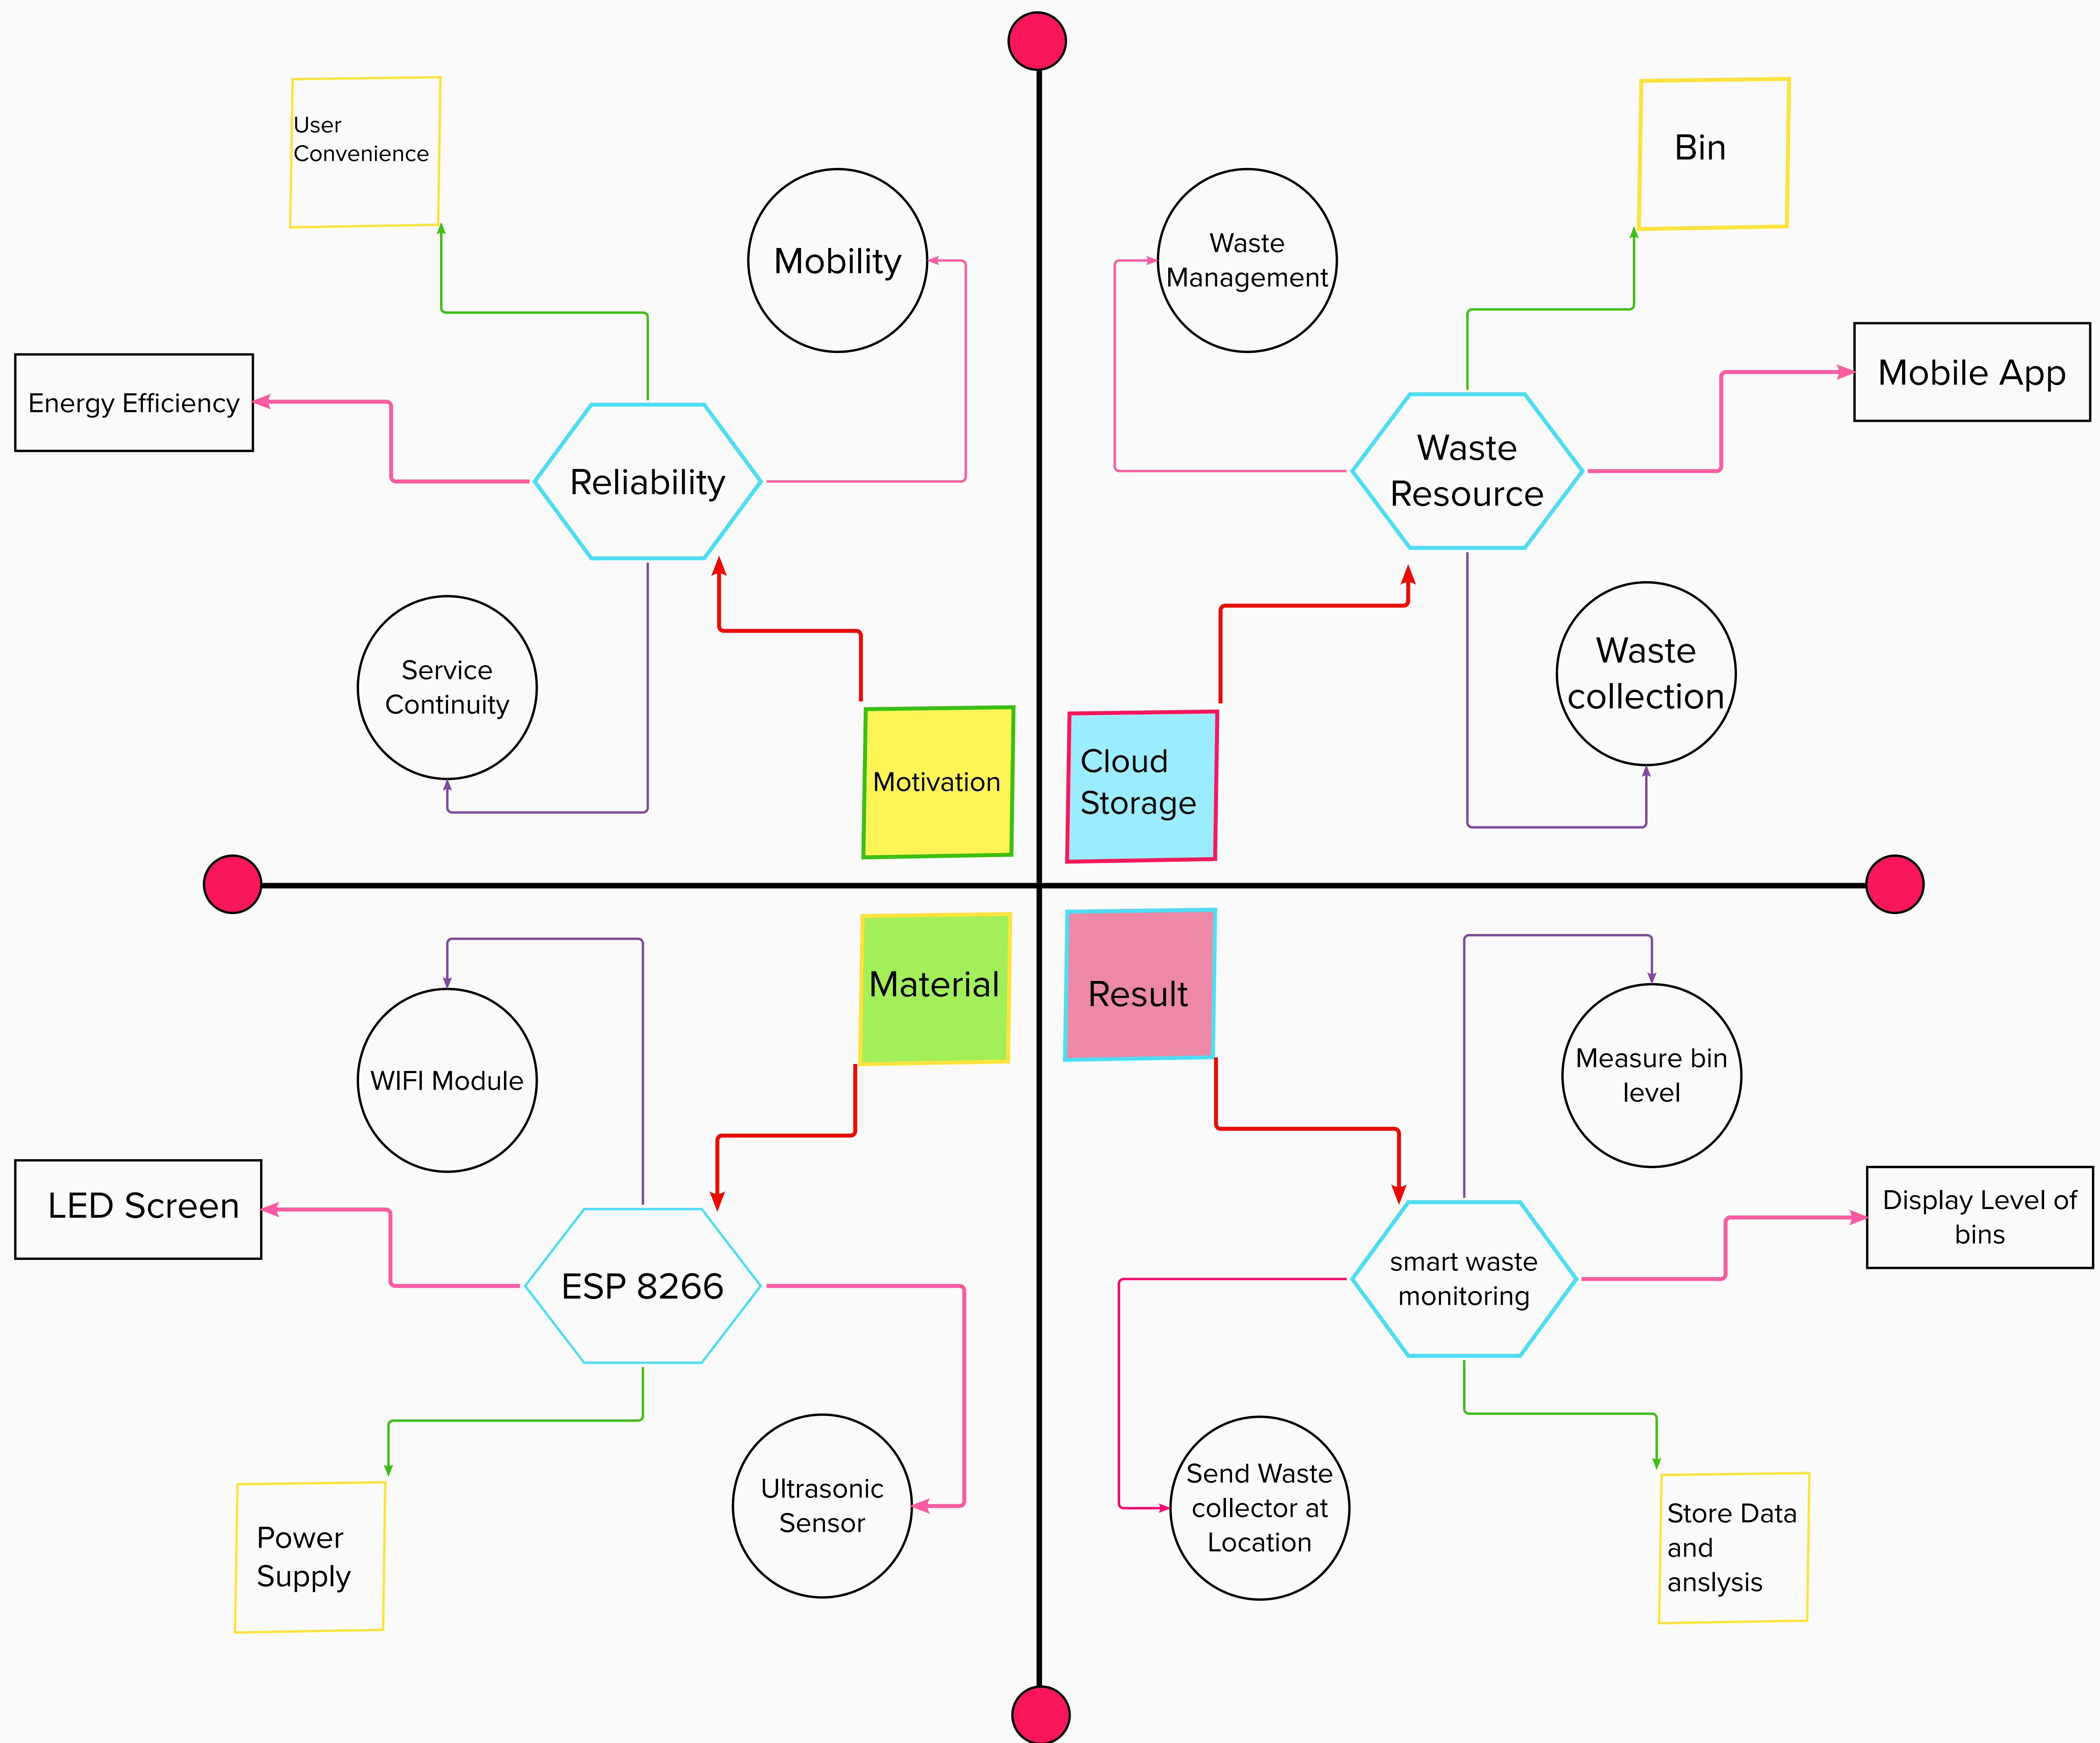 User
Convenience
Mobility
Energy Efficiency
Reliability
Service
Continuity
Motivation
Waste
Management
Bin
Mobile App
Waste
Resource
Waste
collection
Cloud
Storage
Material
WIFI Module
LED Screen
ESP 8266
Power
Supply
Ultrasonic
Sensor
Result
Measure bin
level
Display Level of
bins
smart waste
monitoring
Send Waste
collector at
Location
Store Data
and
anslysis